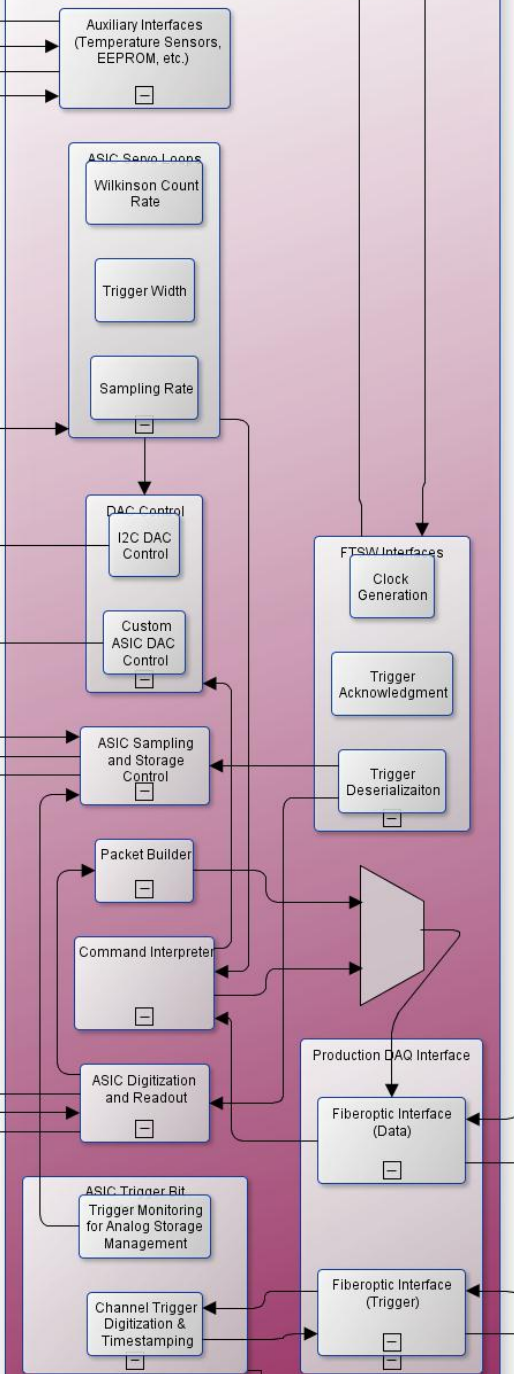 Auxiliary Interfaces
(Temperature Sensors,
EEPROM, etc.)
ASIC Servo Loops
Wilkinson Count
Rate
Trigger Width
Sampling Rate
DAC Control
I2C DAC
Control
Custom
ASIC DAC
Control
FTSW Interfaces
Clock
Generation
Trigger
Acknowledgment
Trigger
Deserializaiton
ASIC Sampling
and Storage
Control
Packet Builder
Command Interpreter
ASIC Digitization
and Readout
Production DAQ Interface
Fiberoptic Interface
(Data)
ASIC Trigger Bit
Trigger Monitoring
for Analog Storage
Management
Channel Trigger
Digitization &
Timestamping
Fiberoptic Interface
(Trigger)